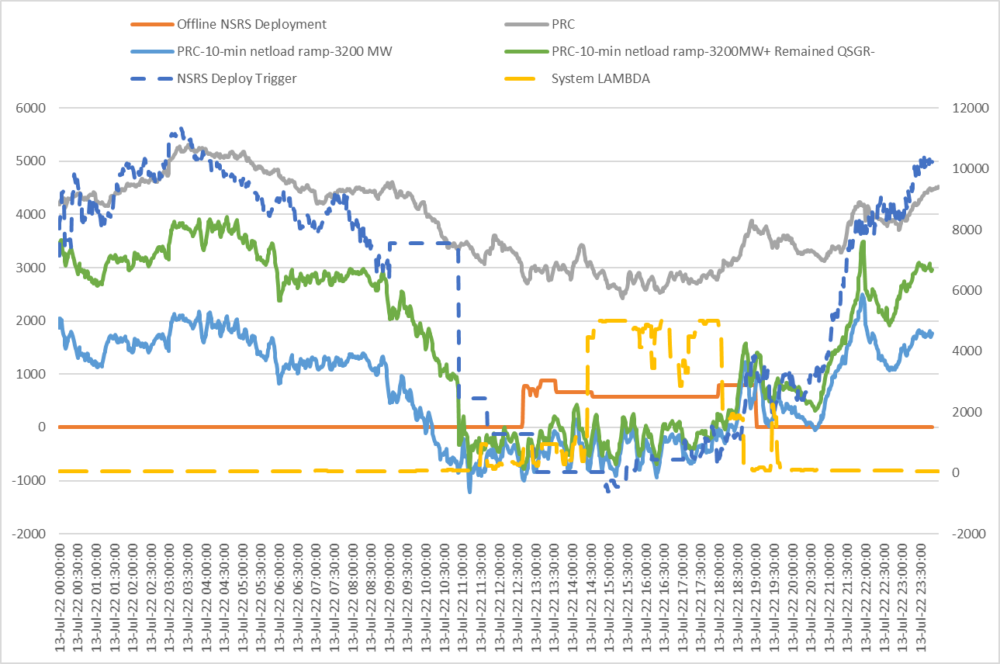 Offline NSRS Deployment
PRC
PRC-10-min netload ramp-3200 MW
PRC-10-min netload ramp-3200MW+ Remained QSGR-
NSRS Deploy Trigger
System LAMBDA
6000
5000
4000
3000
2000
1000
0
-1000
-2000
12000
10000
8000
6000
4000
2000
0
-2000
13-Jul-22 00:00:00
13-Jul-22 00:30:00
13-Jul-22 01:00:00
13-Jul-22 01:30:00
13-Jul-22 02:00:00
13-Jul-22 02:30:00
13-Jul-22 03:00:00
13-Jul-22 03:30:00
13-Jul-22 04:00:00
13-Jul-22 04:30:00
13-Jul-22 05:00:00
13-Jul-22 05:30:00
13-Jul-22 06:00:00
13-Jul-22 06:30:00
13-Jul-22 07:00:00
13-Jul-22 07:30:00
13-Jul-22 08:00:00
13-Jul-22 08:30:00
13-Jul-22 09:00:00
13-Jul-22 09:30:00
13-Jul-22 10:00:00
13-Jul-22 10:30:00
13-Jul-22 11:00:00
13-Jul-22 11:30:00
13-Jul-22 12:00:00
13-Jul-22 12:30:00
13-Jul-22 13:00:00
13-Jul-22 13:30:00
13-Jul-22 14:00:00
13-Jul-22 14:30:00
13-Jul-22 15:00:00
13-Jul-22 15:30:00
13-Jul-22 16:00:00
13-Jul-22 16:30:00
13-Jul-22 17:00:00
13-Jul-22 17:30:00
13-Jul-22 18:00:00
13-Jul-22 18:30:00
13-Jul-22 19:00:00
13-Jul-22 19:30:00
13-Jul-22 20:00:00
13-Jul-22 20:30:00
13-Jul-22 21:00:00
13-Jul-22 21:30:00
13-Jul-22 22:00:00
13-Jul-22 22:30:00
13-Jul-22 23:00:00
13-Jul-22 23:30:00